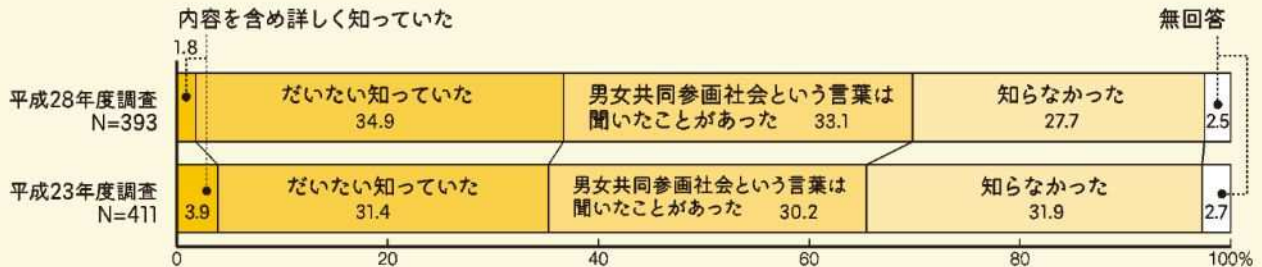 内容を含め詳しく知っていた
無回答
1.8
平成28年度調査
N=393
だいたい知っていた
34.9
男女共同参画社会という言葉は
聞いたことがあった 33.1
知らなかった
27.7
2.5
平成23年度調査
N=411
3.9
だいたい知っていた
31.4
男女共同参画社会という言葉は
聞いたことがあった 30.2
知らなかった
31.9
2.7
0 20 40 60 80 100%